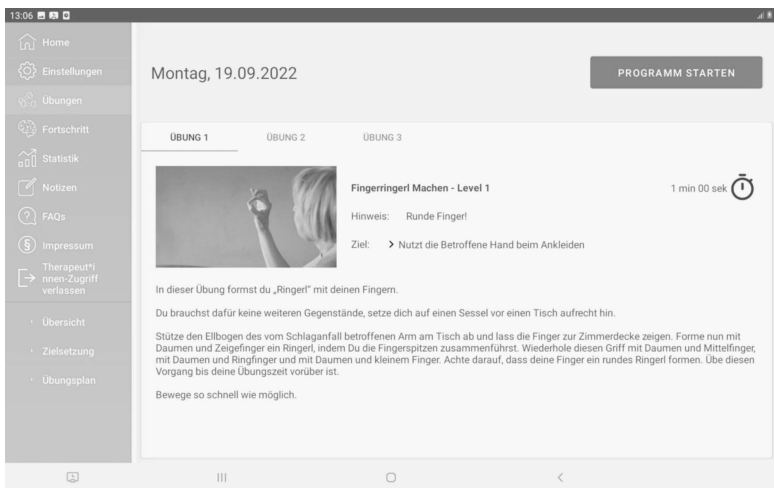 13:06
Home
Einstellungen
Übungen
Fortschritt
Statistik
Notizen
FAQs
Impressum
Therapeut*i
nnen-Zugriff
verlassen
Übersicht
Zielsetzung
Übungsplan
Montag, 19.09.2022
PROGRAMM STARTEN
ÜBUNG 1 ÜBUNG 2 ÜBUNG 3
Fingerringerl Machen - Level 1 1 min 00 sek
Hinweis: Runde Finger!
Ziel: > Nutzt die Betroffene Hand beim Ankleiden
In dieser Übung formst du „Ringerl" mit deinen Fingern.
Du brauchst dafür keine weiteren Gegenstände, setze dich auf einen Sessel vor einen Tisch aufrecht hin.
Stütze den Ellbogen des vom Schlaganfall betroffenen Arm am Tisch ab und lass die Finger zur Zimmerdecke zeigen. Forme nun mit
Daumen und Zeigefinger ein Ringerl, indem Du die Fingerspitzen zusammenführst. Wiederhole diesen Griff mit Daumen und Mittelfinger,
mit Daumen und Ringfinger und mit Daumen und kleinem Finger. Achte darauf, dass deine Finger ein rundes Ringerl formen. Übe diesen
Vorgang bis deine Übungszeit vorüber ist.
Bewege so schnell wie möglich.